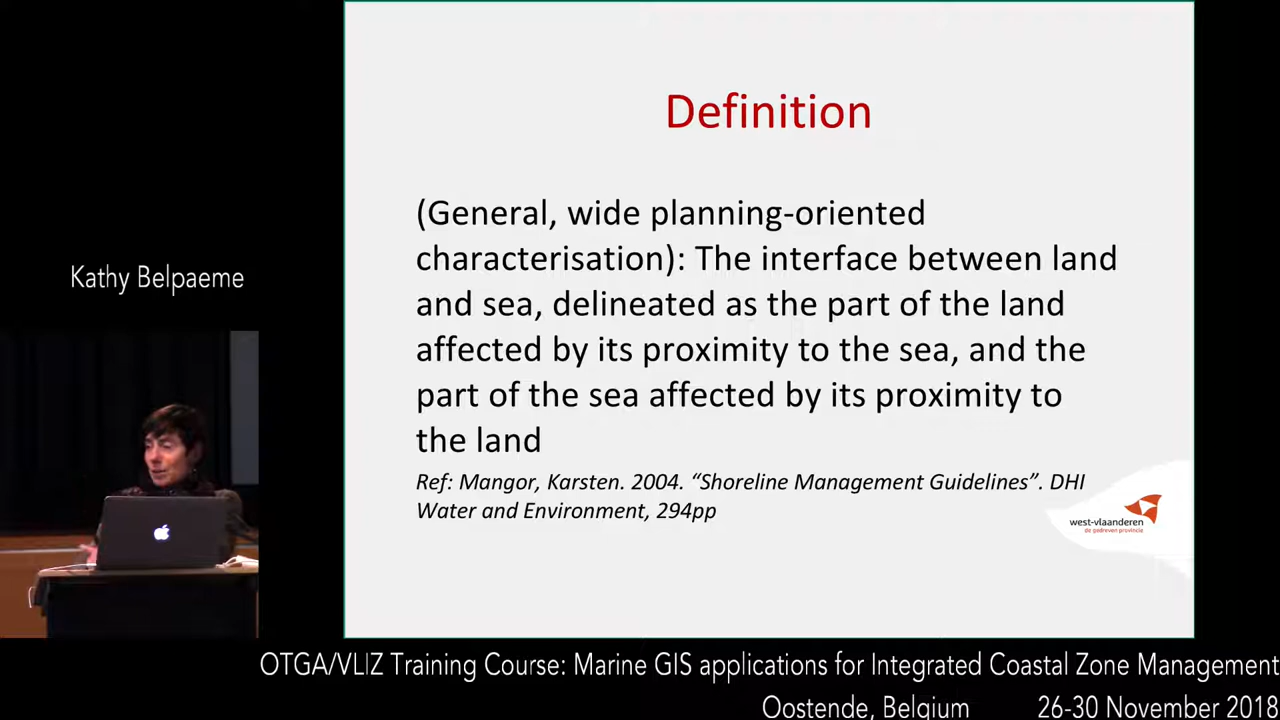 Definition
(General, wide planning-oriented
characterisation): The interface between land
and sea, delineated as the part of the land
affected by its proximity to the sea, and the
part of the sea affected by its proximity to
the land
Ref: Mangor, Karsten. 2004. “Shoreline Management Guidelines”. DHI
Water and Environment, 294pp
west-vlaanderen
de gedreven provincie
Kathy Belpaeme
OTGA/VLIZ Training Course: Marine GIS applications for Integrated Coastal Zone Management
Oostende, Belgium 26-30 November 2018